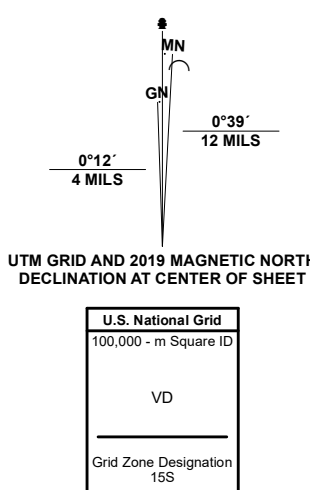 MN
GN
0°39´
12 MILS
0°12´
4 MILS
UTM GRID AND 2019 MAGNETIC NORTH
DECLINATION AT CENTER OF SHEET
U.S. National Grid
100,000 - m Square ID
VD
Grid Zone Designation
15S